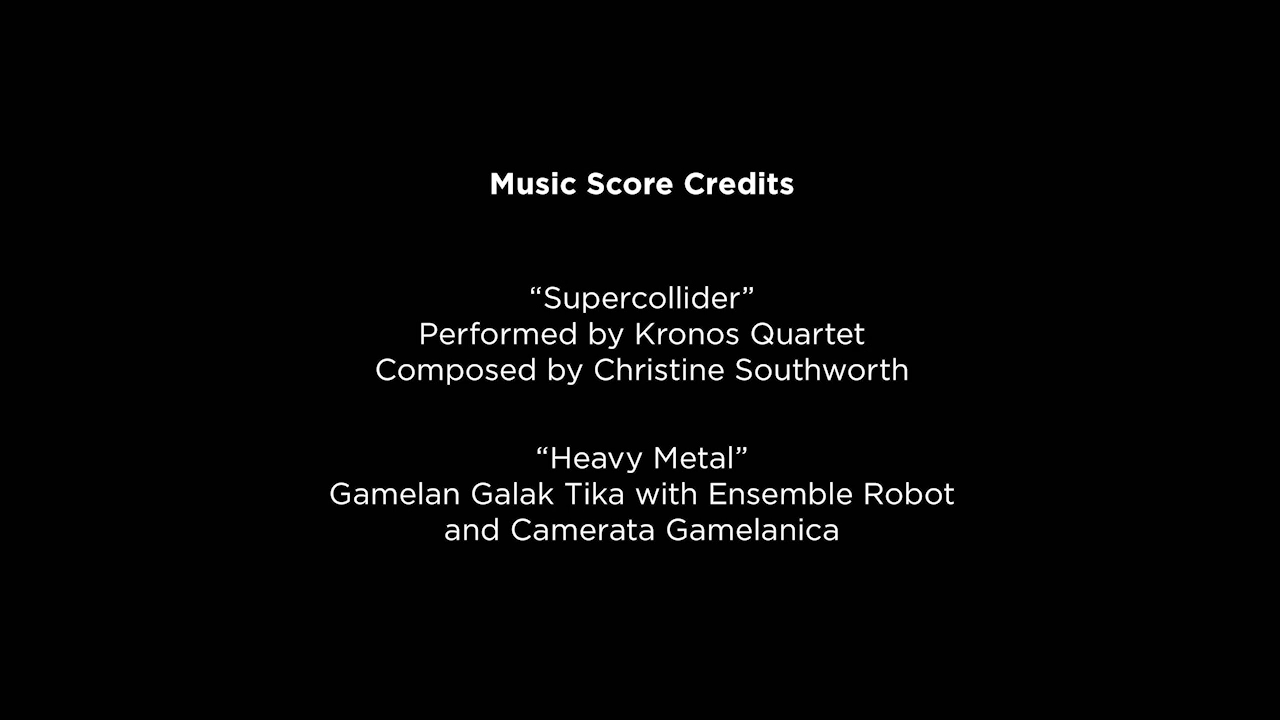 Music Score Credits
“Supercollider”
Performed by Kronos Quartet
Composed by Christine Southworth
“Heavy Metal”
Gamelan Galak Tika with Ensemble Robot
and Camerata Gamelanica